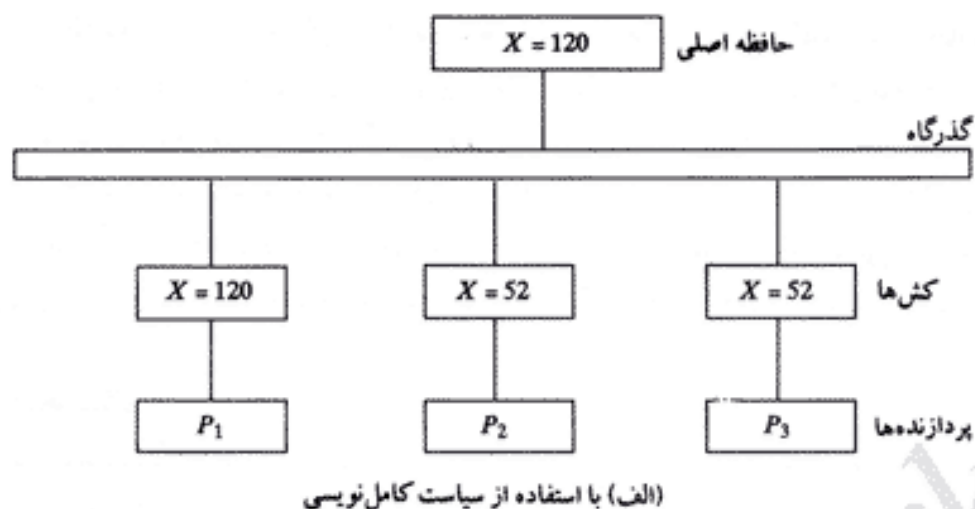 X = 120 حافظه اصلی
گذرگاه
X = 120 X = 52 X = 52 کش‌ها
P₁ P₂ P₃ پردازنده‌ها
(الف) با استفاده از سیاست کامل‌نویسی